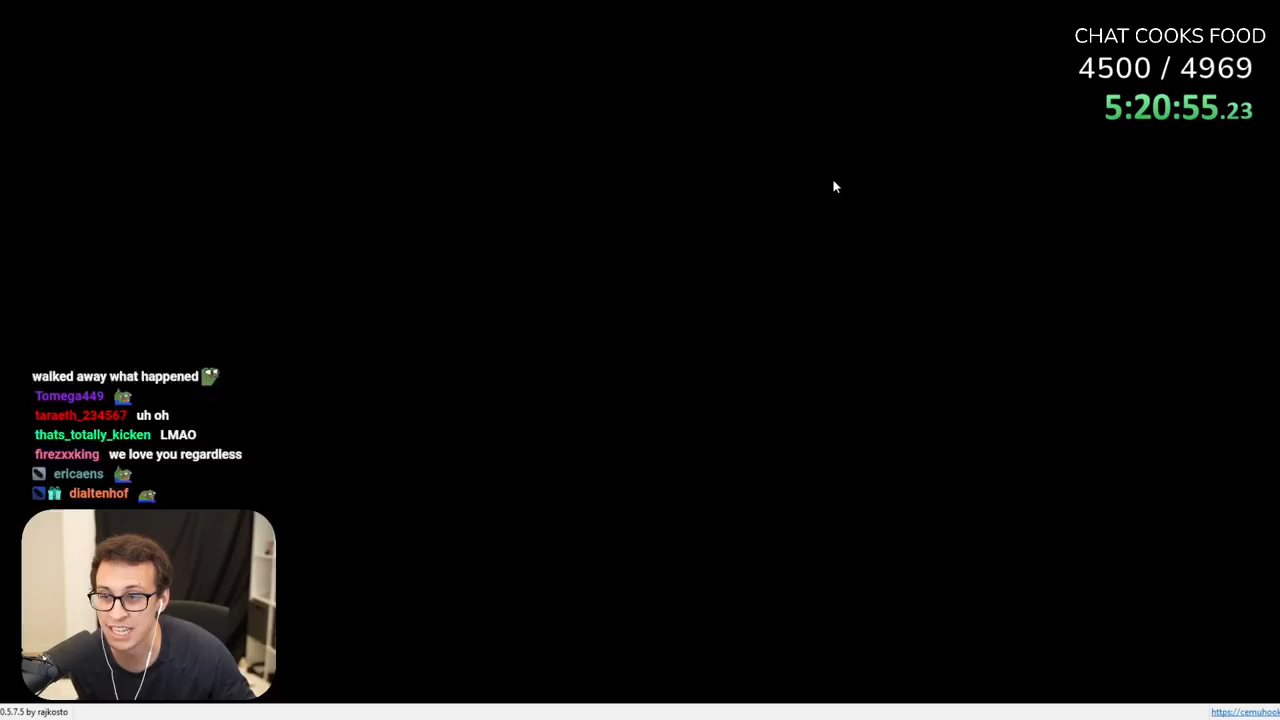 CHAT COOKS FOOD
4500 / 4969
5:20:55.23
walked away what happened
Tomega449
taraeth_234567 uh oh
thats_totally_kicken LMAO
firezxxking we love you regardless
ericaens
dialtenhof
0.5.7.5 by rajkosto
https://cemuhook